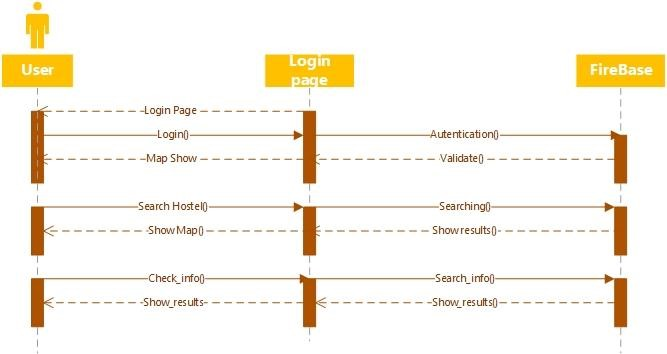 User
Login
page
FireBase
Login Page
Login()
Autentication()
Map Show
Validate()
Search Hostel()
Searching()
Show Map()
Show results()
Check_info()
Search_info()
Show_results
Show_results()